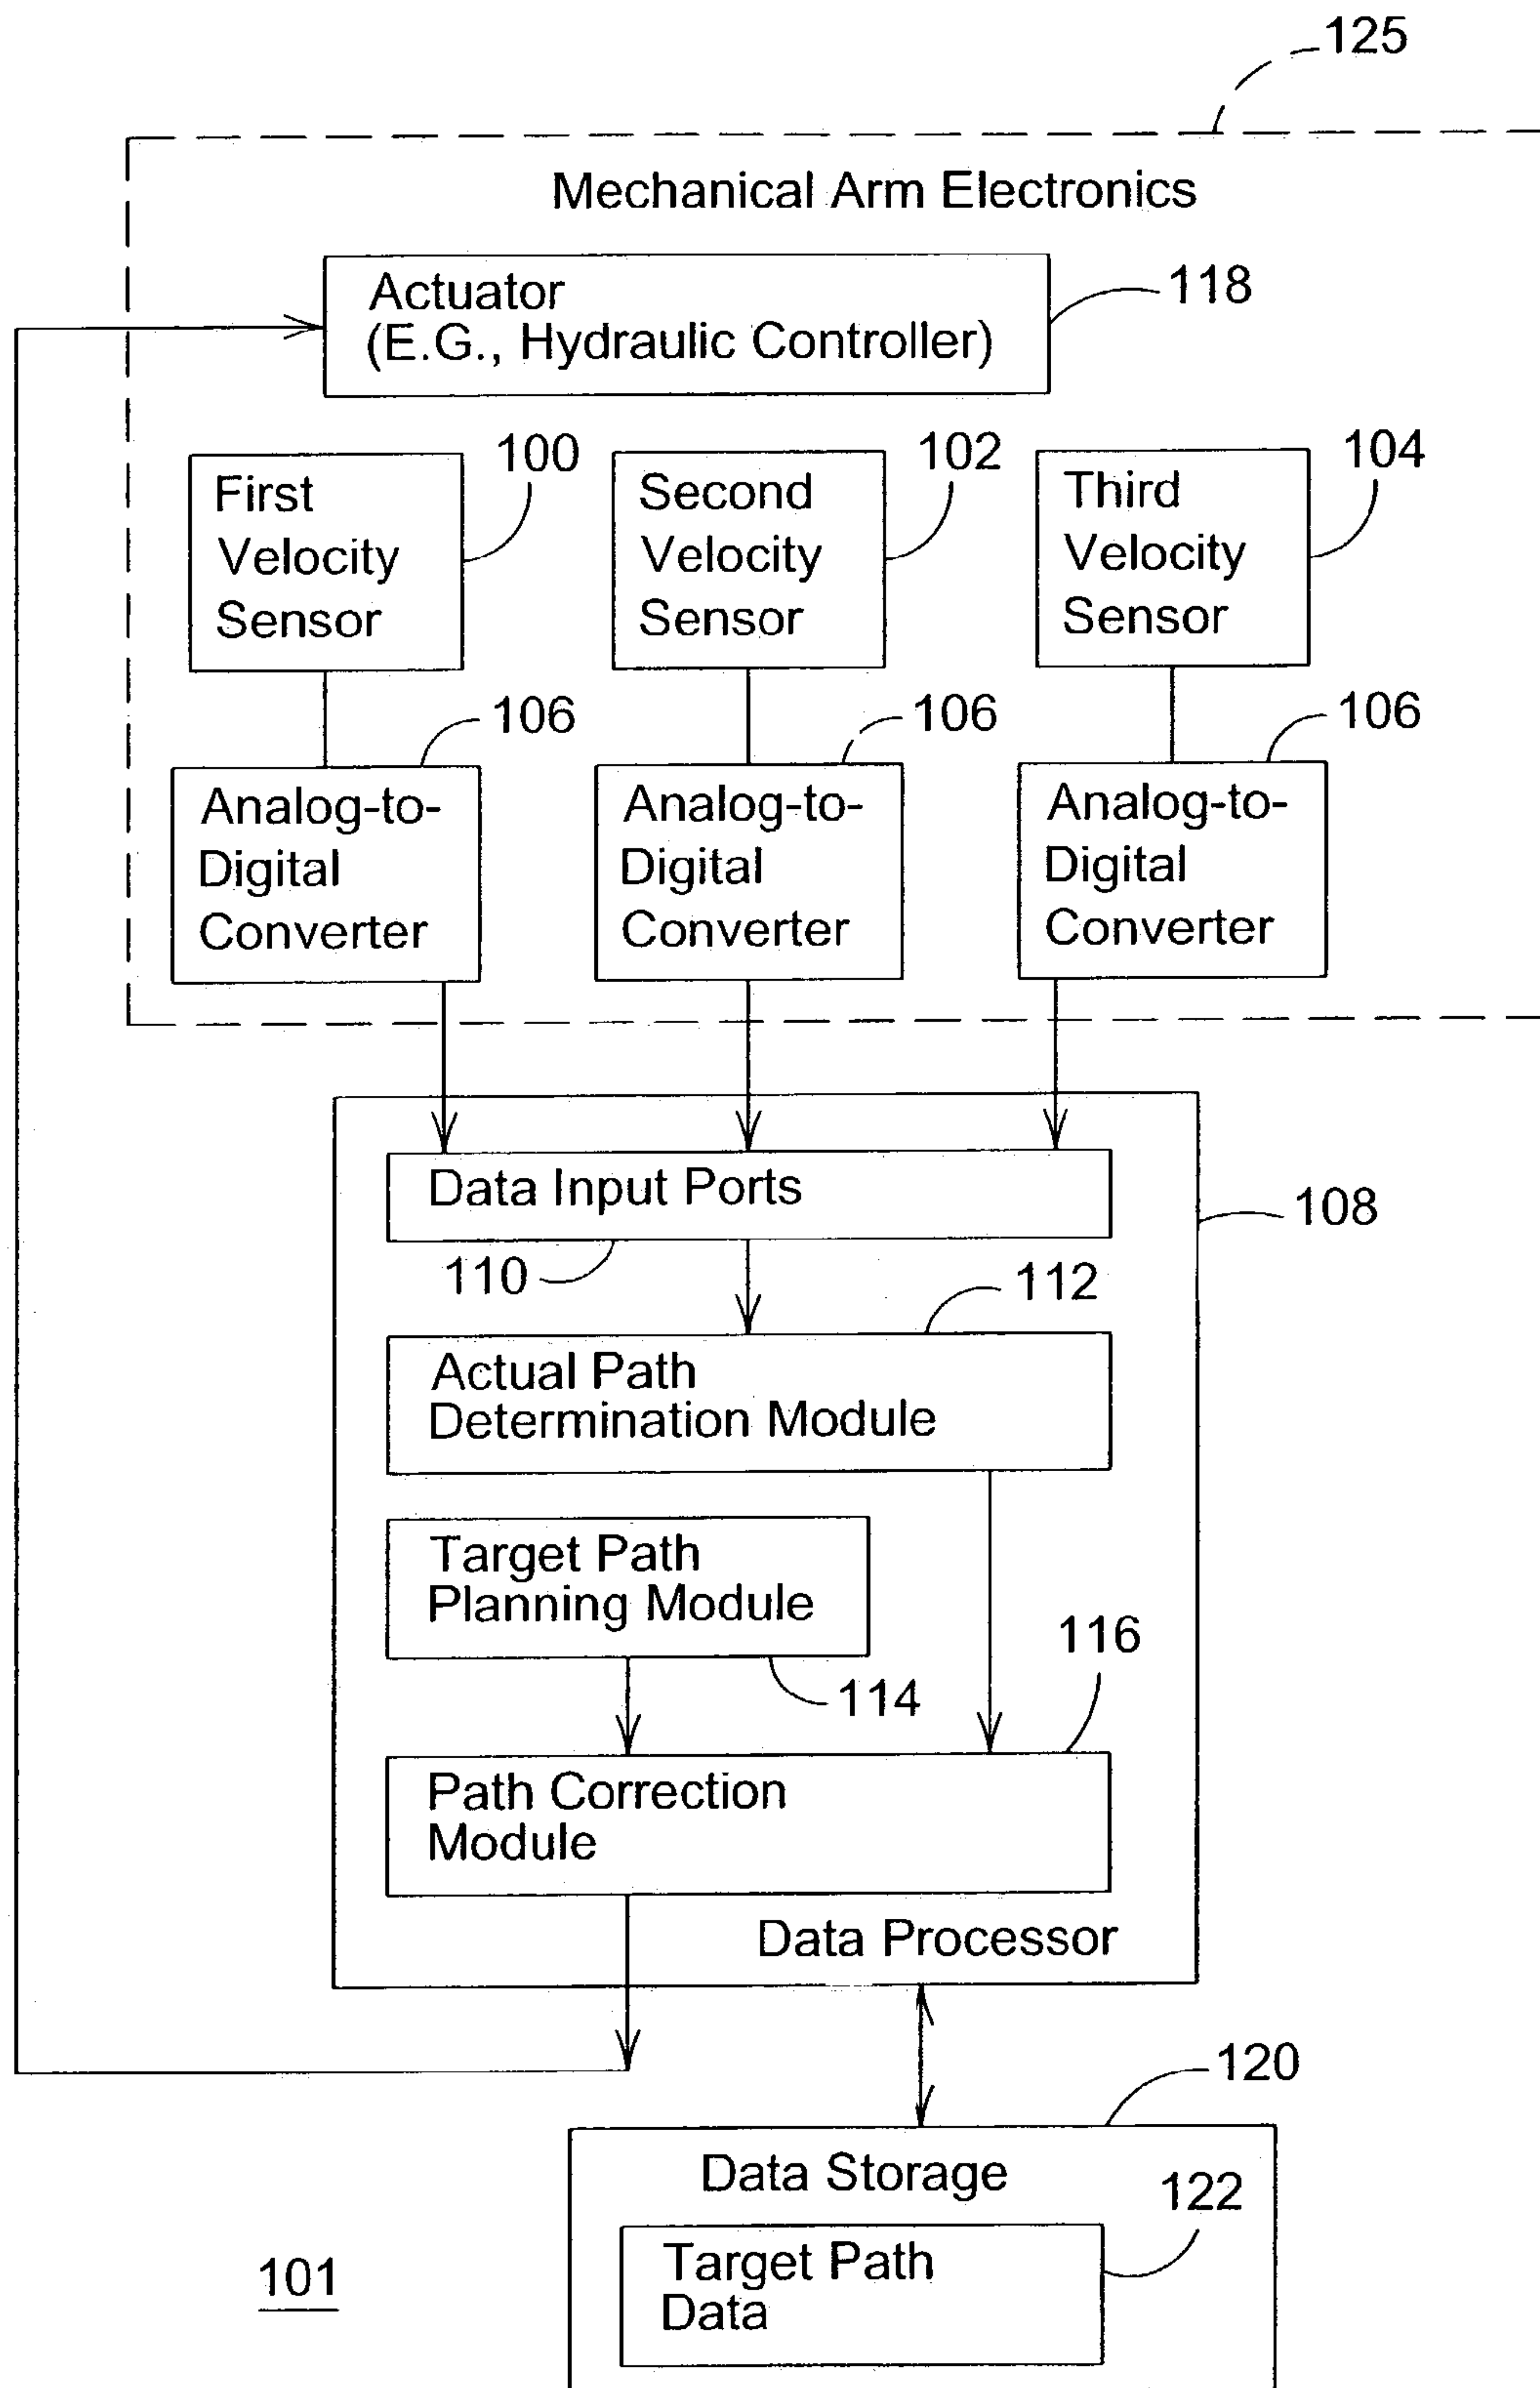 125
Mechanical Arm Electronics
Actuator
(E.G., Hydraulic Controller)
118
First
Velocity
Sensor
100
Second
Velocity
Sensor
102
Third
Velocity
Sensor
104
106
106
106
Analog-to-
Digital
Converter
Analog-to-
Digital
Converter
Analog-to-
Digital
Converter
Data Input Ports
108
110
112
Actual Path
Determination Module
Target Path
Planning Module
116
114
Path Correction
Module
Data Processor
120
Data Storage
122
Target Path
Data
101